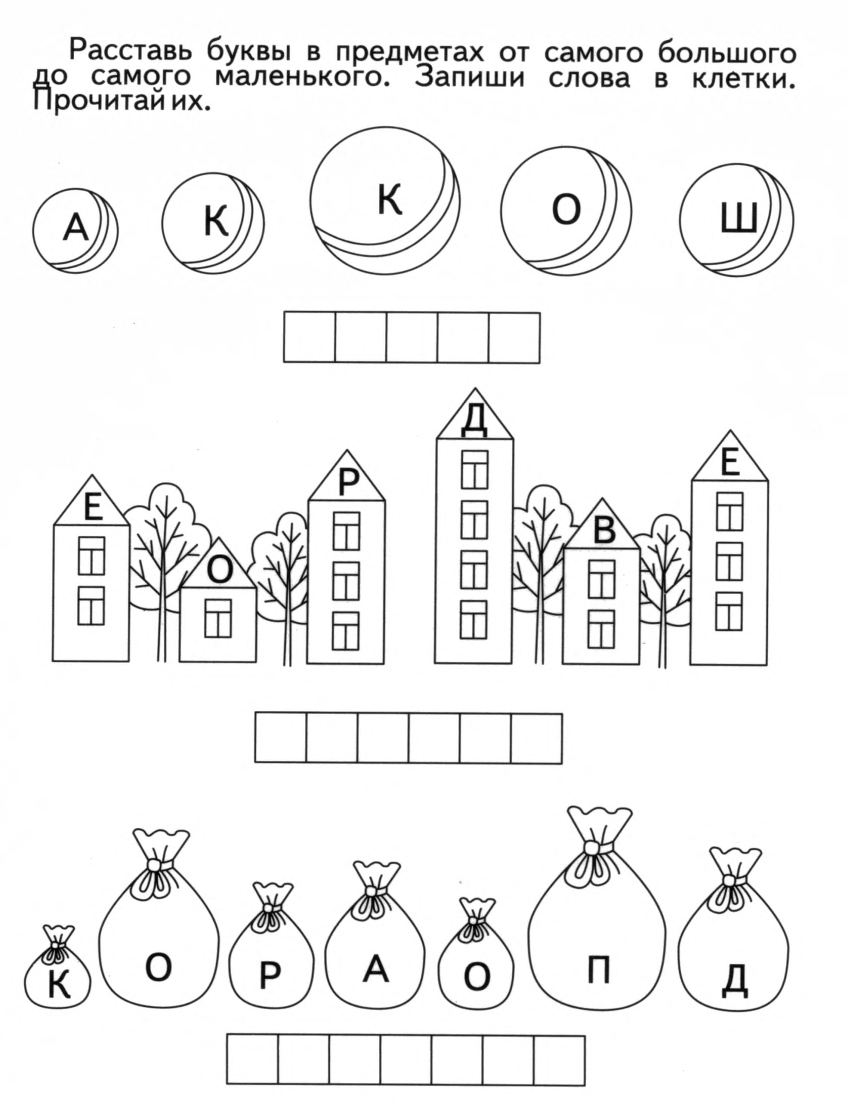 Расставь буквы в предметах от самого большого
до самого маленького. Запиши слова в клетки.
Прочитай их.
А К К О Ш
Е О Р Д В Е
К О Р А О П Д